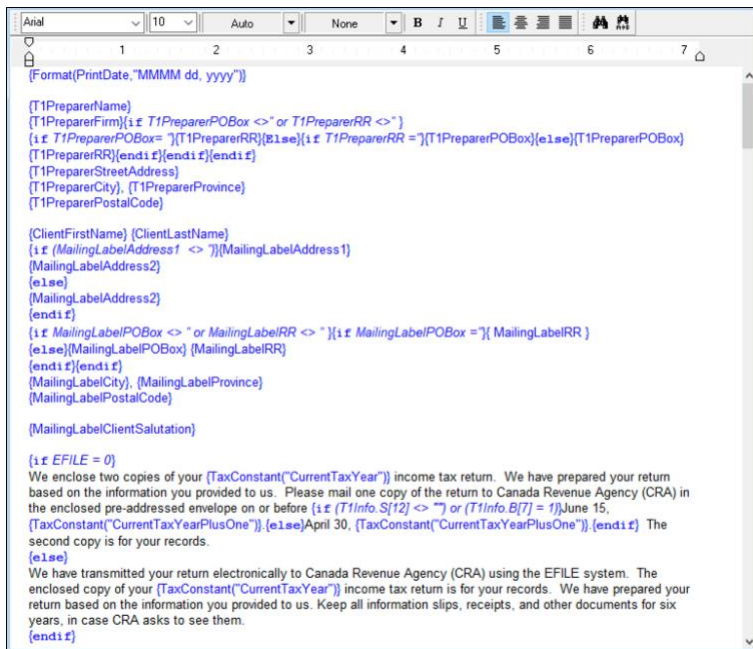 Arial 10 Auto None B I U
1 2 3 4 5 6 7
{Format(PrintDate,"MMMM dd, yyyy")}
{T1PreparerName}
{T1PreparerFirm}{if T1PreparerPOBox <>'' or T1PreparerRR <>'' }
{if T1PreparerPOBox= ''}{T1PreparerRR}{Else}{if T1PreparerRR =''}{T1PreparerPOBox}{else}{T1PreparerPOBox}
{T1PreparerRR}{endif}{endif}{endif}
{T1PreparerStreetAddress}
{T1PreparerCity}, {T1PreparerProvince}
{T1PreparerPostalCode}
{ClientFirstName} {ClientLastName}
{if (MailingLabelAddress1 <> '')}{MailingLabelAddress1}
{MailingLabelAddress2}
{else}
{MailingLabelAddress2}
{endif}
{if MailingLabelPOBox <> '' or MailingLabelRR <> '' }{if MailingLabelPOBox =''}{ MailingLabelRR }
{else}{MailingLabelPOBox} {MailingLabelRR}
{endif}{endif}
{MailingLabelCity}, {MailingLabelProvince}
{MailingLabelPostalCode}
{MailingLabelClientSalutation}
{if EFILE = 0}
We enclose two copies of your {TaxConstant("CurrentTaxYear")} income tax return.  We have prepared your return
based on the information you provided to us.  Please mail one copy of the return to Canada Revenue Agency (CRA) in
the enclosed pre-addressed envelope on or before {if (T1Info.S[12] <> "") or (T1Info.B[7] = 1)}June 15,
{TaxConstant("CurrentTaxYearPlusOne")}.{else}April 30, {TaxConstant("CurrentTaxYearPlusOne")}.{endif}  The
second copy is for your records.
{else}
We have transmitted your return electronically to Canada Revenue Agency (CRA) using the EFILE system.  The
enclosed copy of your {TaxConstant("CurrentTaxYear")} income tax return is for your records.  We have prepared your
return based on the information you provided to us. Keep all information slips, receipts, and other documents for six
years, in case CRA asks to see them.
{endif}